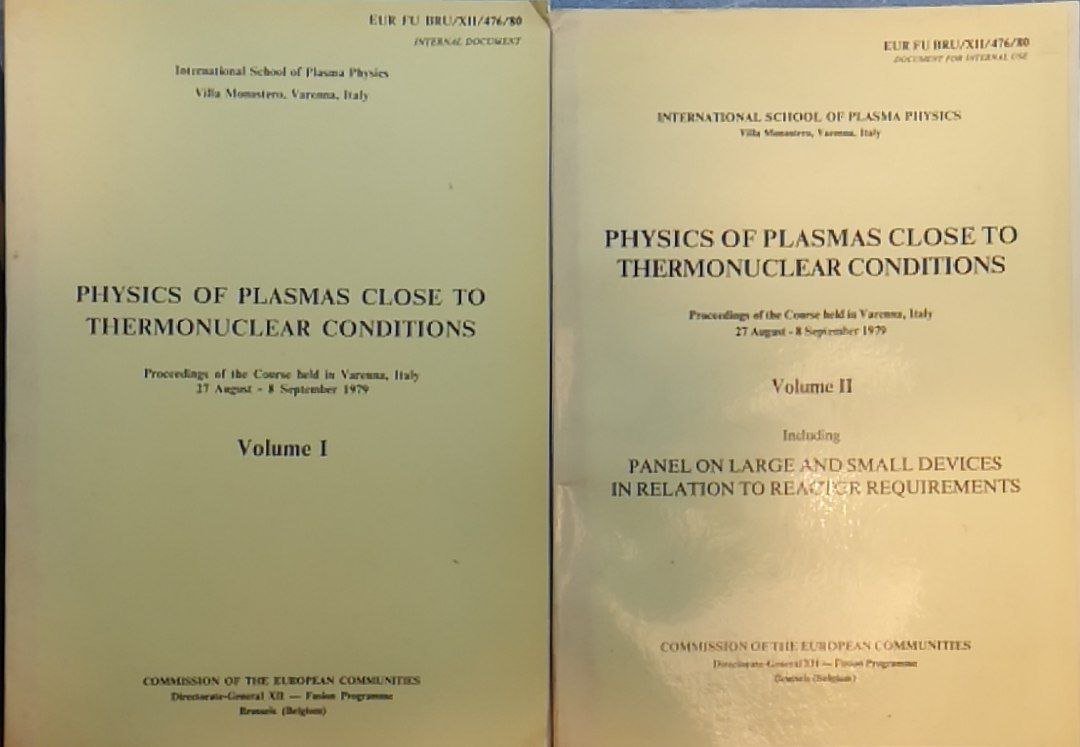 EUR FU BRU/XII/476/80
INTERNAL DOCUMENT
International School of Plasma Physics
Villa Monastero, Varenna, Italy
PHYSICS OF PLASMAS CLOSE TO
THERMONUCLEAR CONDITIONS
Proceedings of the Course held in Varenna, Italy
27 August - 8 September 1979
Volume I
COMMISSION OF THE EUROPEAN COMMUNITIES
Directorate-General XII — Fusion Programme
Brussels (Belgium)
EUR FU BRU/XII/476/80
DOCUMENT FOR INTERNAL USE
INTERNATIONAL SCHOOL OF PLASMA PHYSICS
Villa Monastero, Varenna, Italy
PHYSICS OF PLASMAS CLOSE TO
THERMONUCLEAR CONDITIONS
Proceedings of the Course held in Varenna, Italy
27 August - 8 September 1979
Volume II
Including
PANEL ON LARGE AND SMALL DEVICES
IN RELATION TO REACTOR REQUIREMENTS
COMMISSION OF THE EUROPEAN COMMUNITIES
Directorate-General XII — Fusion Programme
Brussels (Belgium)